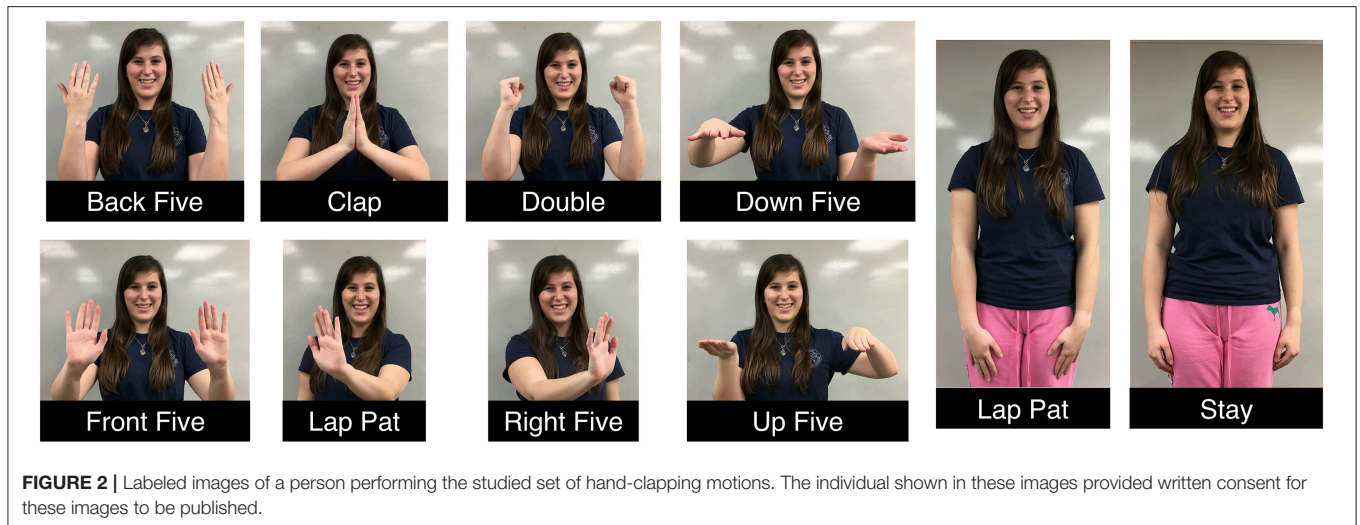 Back Five
Clap
Double
Down Five
Front Five
Lap Pat
Right Five
Up Five
Lap Pat
Stay
FIGURE 2 | Labeled images of a person performing the studied set of hand-clapping motions. The individual shown in these images provided written consent for
these images to be published.